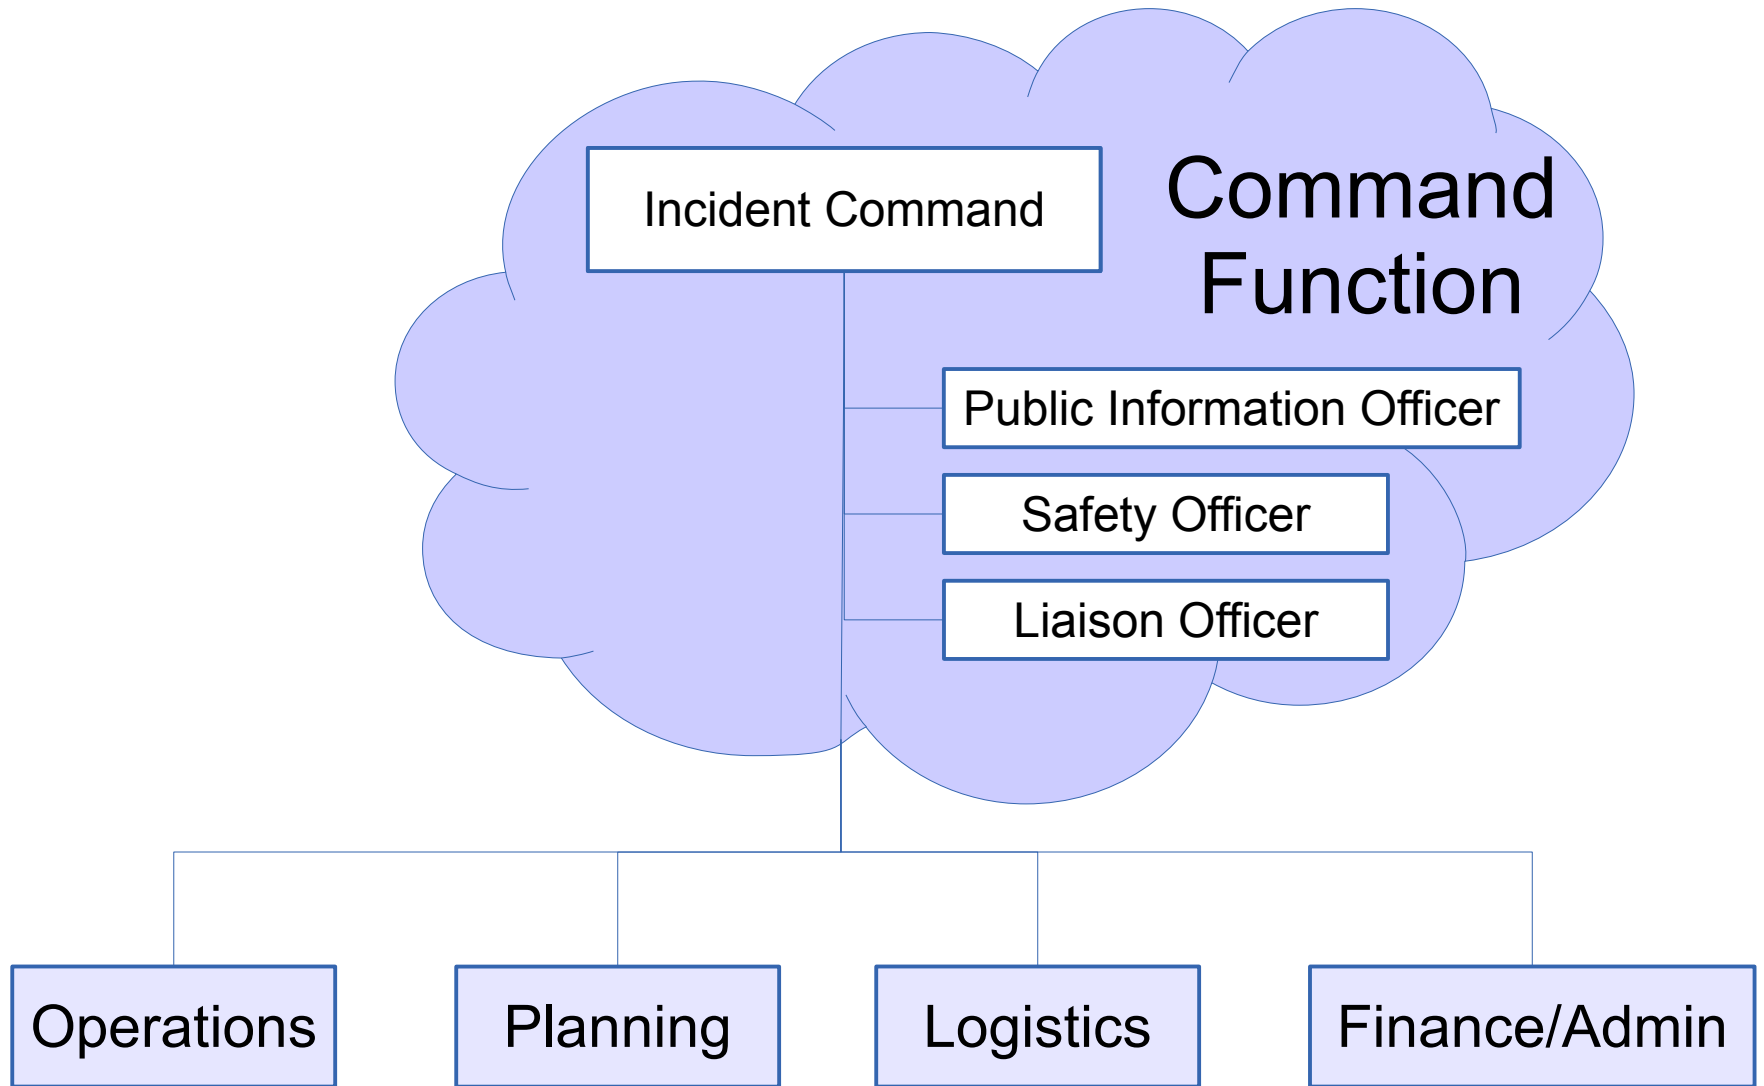 Incident Command
Command
Function
Public Information Officer
Safety Officer
Liaison Officer
Operations
Planning
Logistics
Finance/Admin